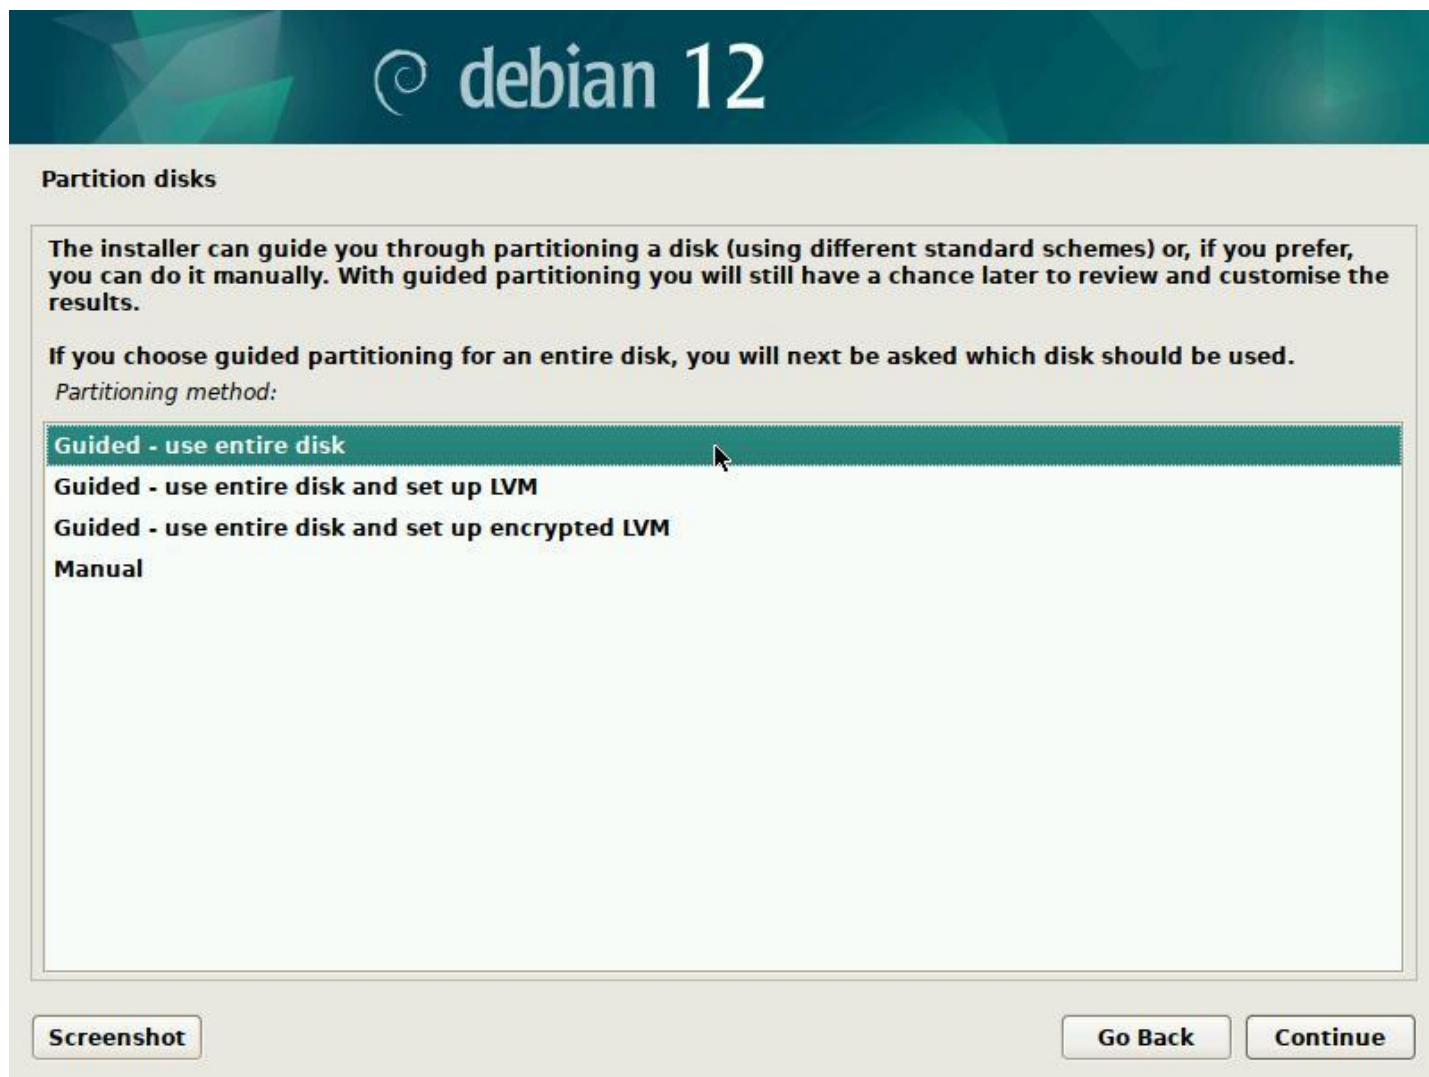 debian 12
Partition disks
The installer can guide you through partitioning a disk (using different standard schemes) or, if you prefer,
you can do it manually. With guided partitioning you will still have a chance later to review and customise the
results.
If you choose guided partitioning for an entire disk, you will next be asked which disk should be used.
Partitioning method:
Guided - use entire disk
Guided - use entire disk and set up LVM
Guided - use entire disk and set up encrypted LVM
Manual
Screenshot
Go Back
Continue